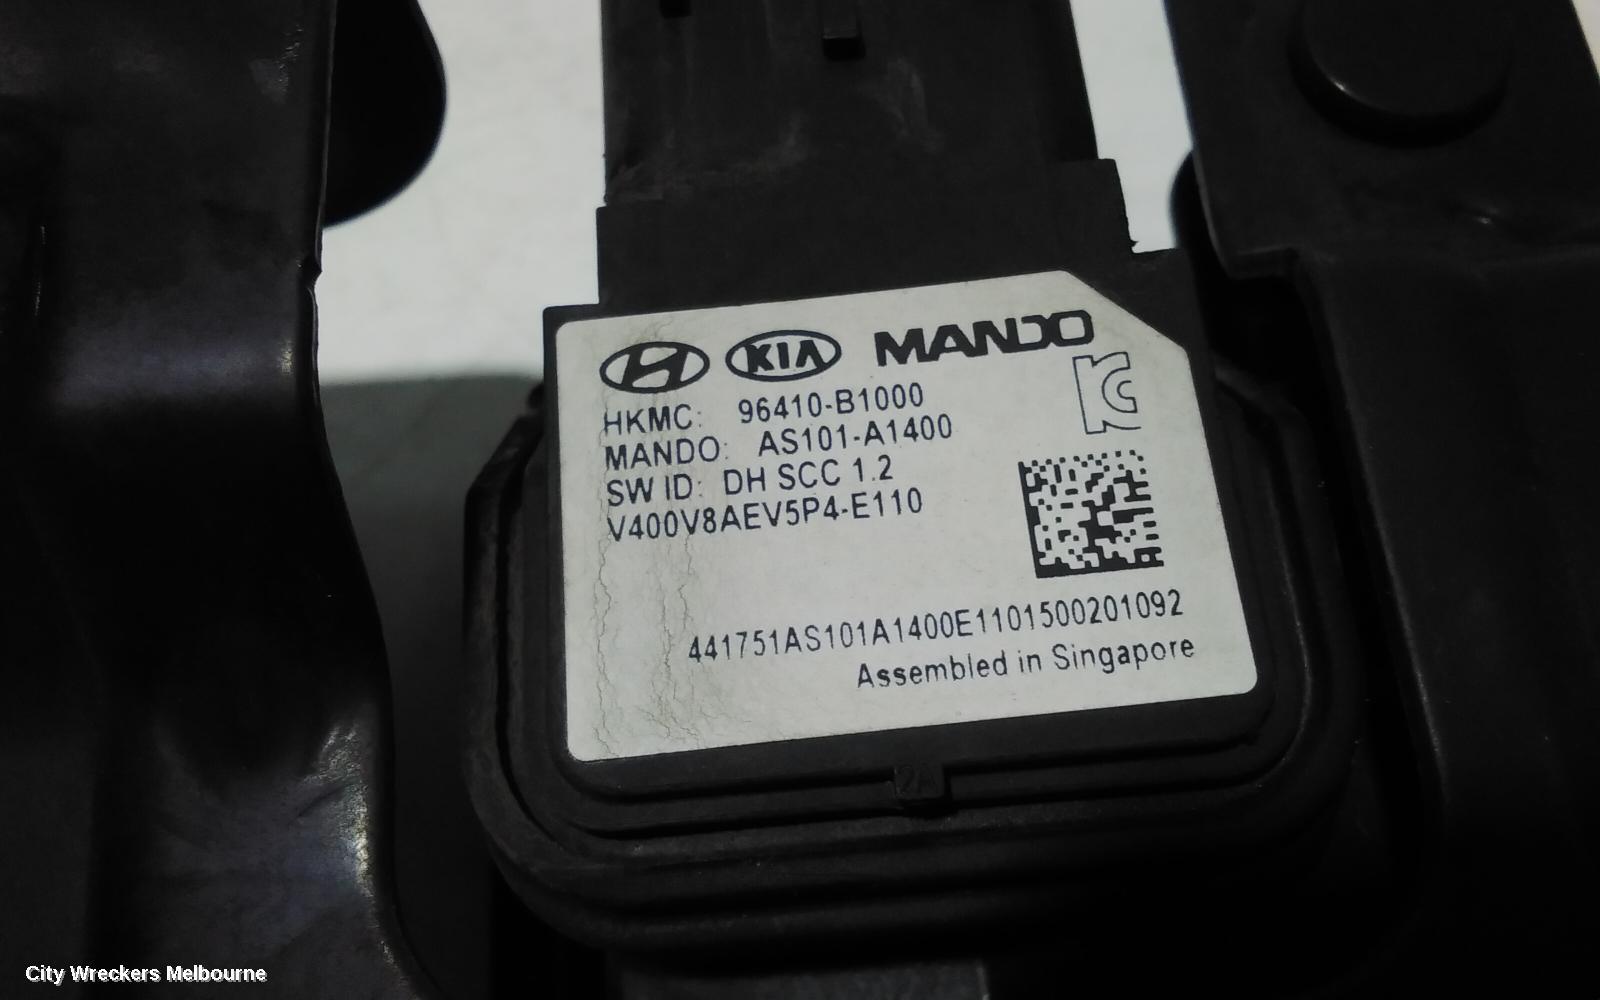 KIA MANDO
HKMC: 96410-B1000
MANDO: AS101-A1400
SW ID: DH SCC 1.2
V400V8AEV5P4-E110
441751AS101A1400E1101500201092
Assembled in Singapore
2A
City Wreckers Melbourne